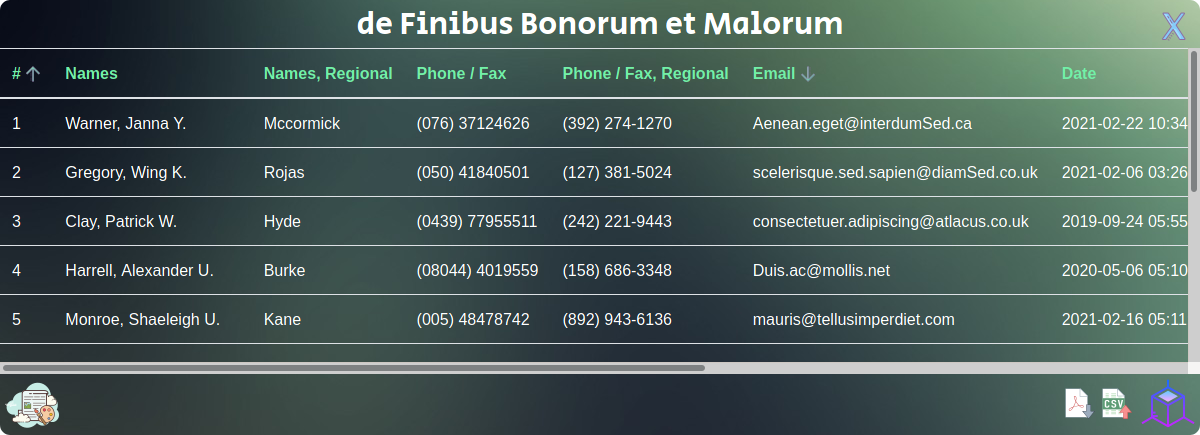 de Finibus Bonorum et Malorum
# Names Names, Regional Phone / Fax Phone / Fax, Regional Email Date
1 Warner, Janna Y. Mccormick (076) 37124626 (392) 274-1270 Aenean.eget@interdumSed.ca 2021-02-22 10:34
2 Gregory, Wing K. Rojas (050) 41840501 (127) 381-5024 scelerisque.sed.sapien@diamSed.co.uk 2021-02-06 03:26
3 Clay, Patrick W. Hyde (0439) 77955511 (242) 221-9443 consectetuer.adipiscing@atlacus.co.uk 2019-09-24 05:55
4 Harrell, Alexander U. Burke (08044) 4019559 (158) 686-3348 Duis.ac@mollis.net 2020-05-06 05:10
5 Monroe, Shaeleigh U. Kane (005) 48478742 (892) 943-6136 mauris@tellusimperdiet.com 2021-02-16 05:11
CSV